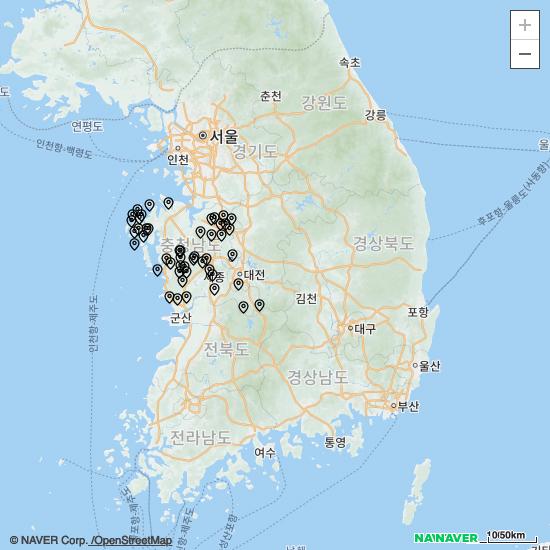 +
−
속초
춘천
강원도
강릉
연평도
서울
인천
경기도
인천항-백령도
후포항-울릉도(사동항)
충청남도
경상북도
세종
대전
김천
인천항-제주도
군산
포항
대구
전북도
울산
경상남도
부산
전라남도
통영
여수
© NAVER Corp. /OpenStreetMap
NAVER
10/50km